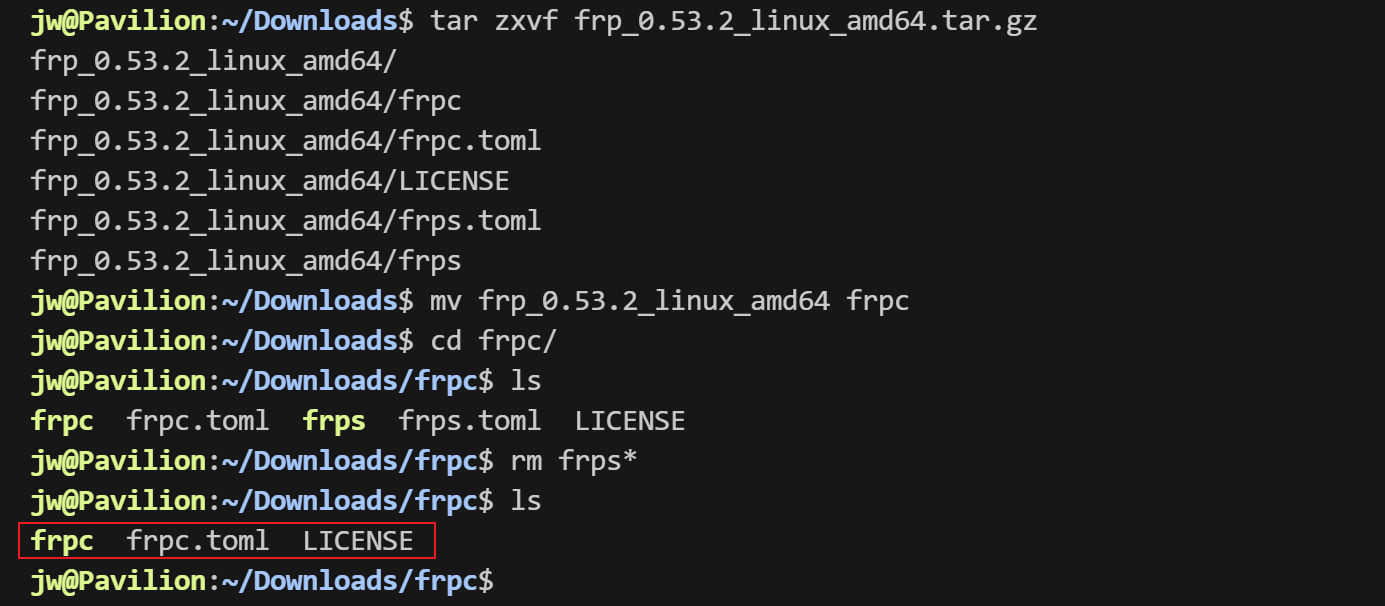 jw@Pavilion:~/Downloads$ tar zxvf frp_0.53.2_linux_amd64.tar.gz
frp_0.53.2_linux_amd64/
frp_0.53.2_linux_amd64/frpc
frp_0.53.2_linux_amd64/frpc.toml
frp_0.53.2_linux_amd64/LICENSE
frp_0.53.2_linux_amd64/frps.toml
frp_0.53.2_linux_amd64/frps
jw@Pavilion:~/Downloads$ mv frp_0.53.2_linux_amd64 frpc
jw@Pavilion:~/Downloads$ cd frpc/
jw@Pavilion:~/Downloads/frpc$ ls
frpc  frpc.toml  frps  frps.toml  LICENSE
jw@Pavilion:~/Downloads/frpc$ rm frps*
jw@Pavilion:~/Downloads/frpc$ ls
frpc  frpc.toml  LICENSE
jw@Pavilion:~/Downloads/frpc$